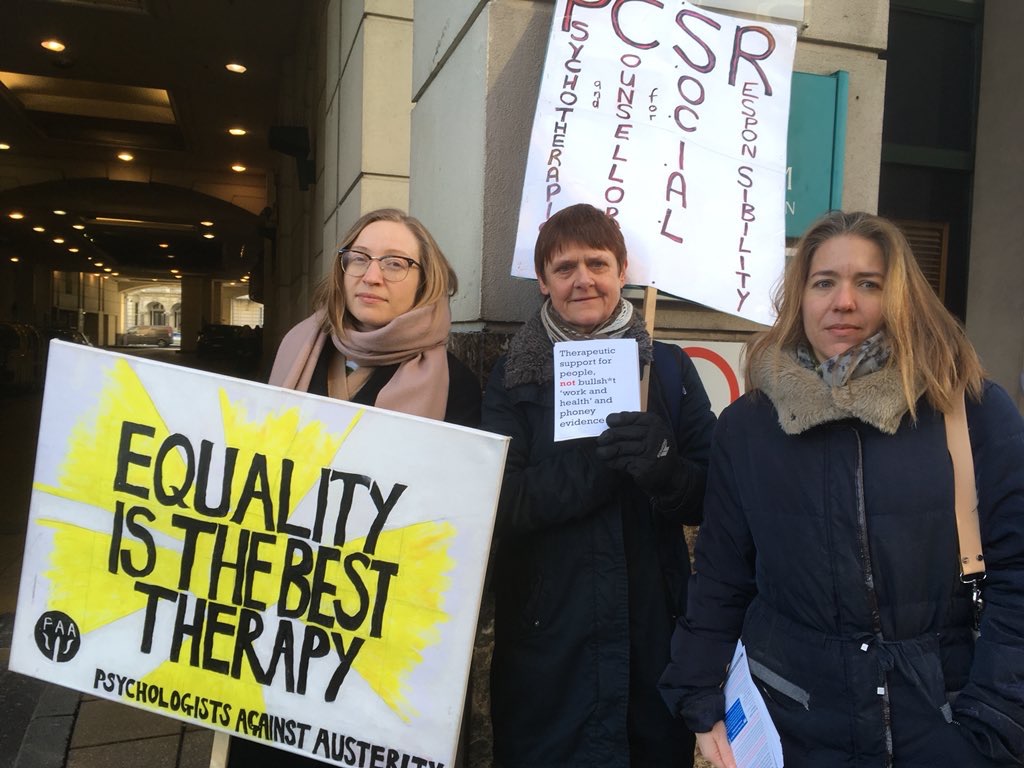 PCSR
PSYCHOTHERAPI
and
COUNSELLOR
for
SOCIAL
RESPONSIBILITY
Therapeutic
support for
people,
not bullsh*t
'work and
health' and
phoney
evidence
EQUALITY
IS THE BEST
THERAPY
PAA
PSYCHOLOGISTS AGAINST AUSTERITY
M
N